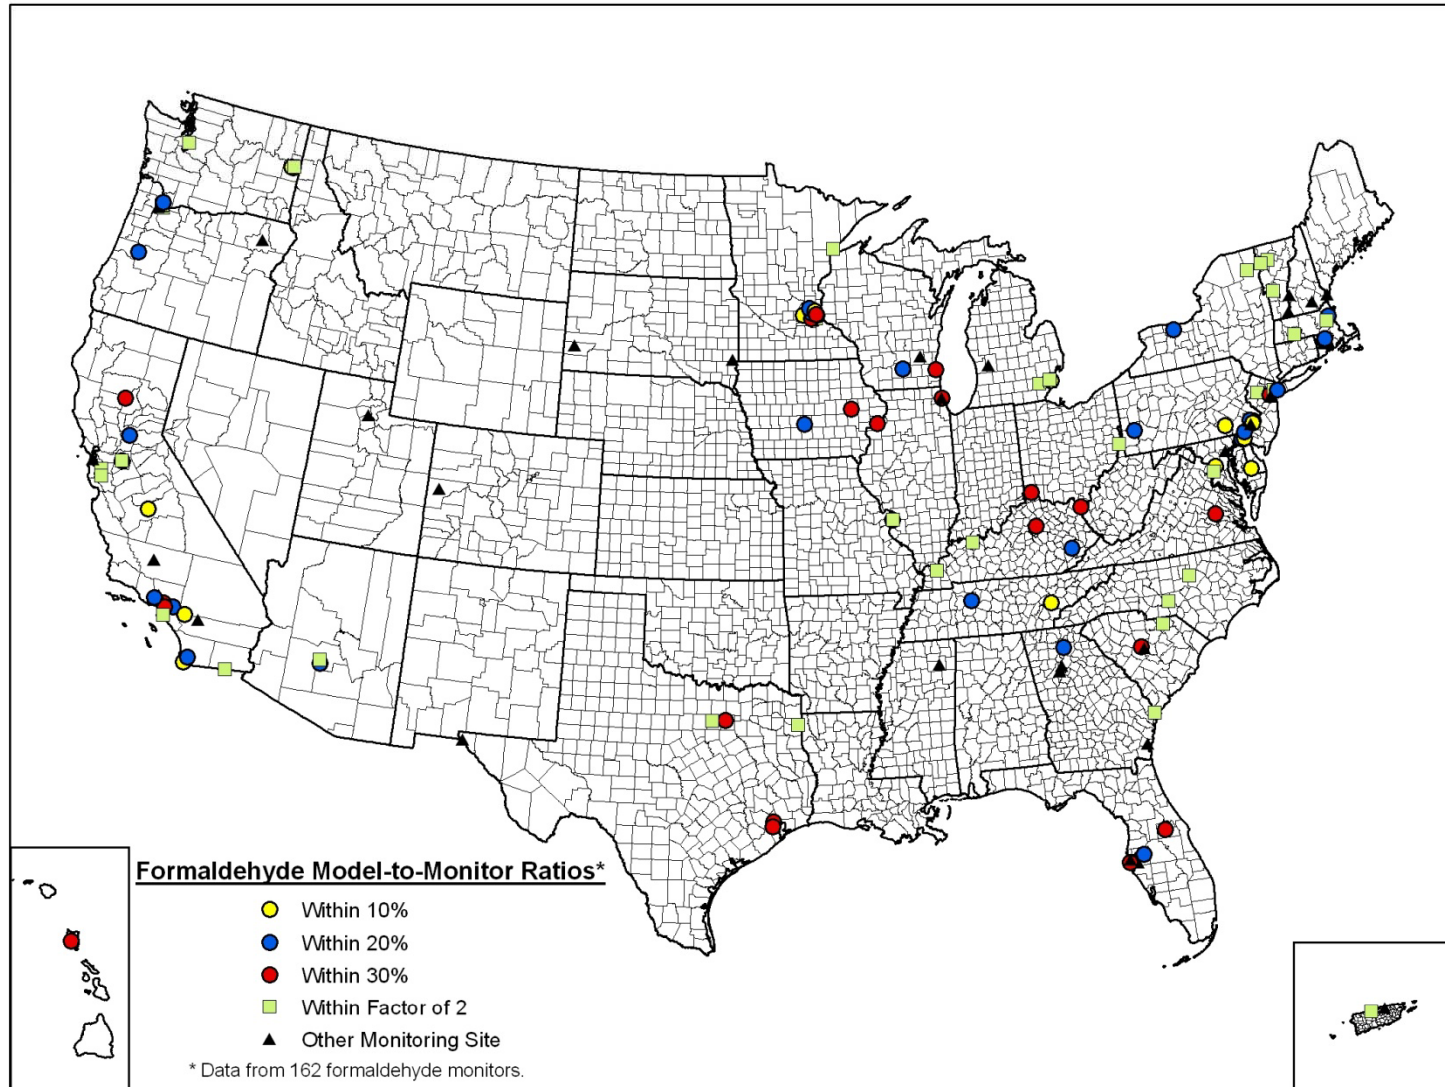 Formaldehyde Model-to-Monitor Ratios*
Within 10%
Within 20%
Within 30%
Within Factor of 2
Other Monitoring Site
* Data from 162 formaldehyde monitors.